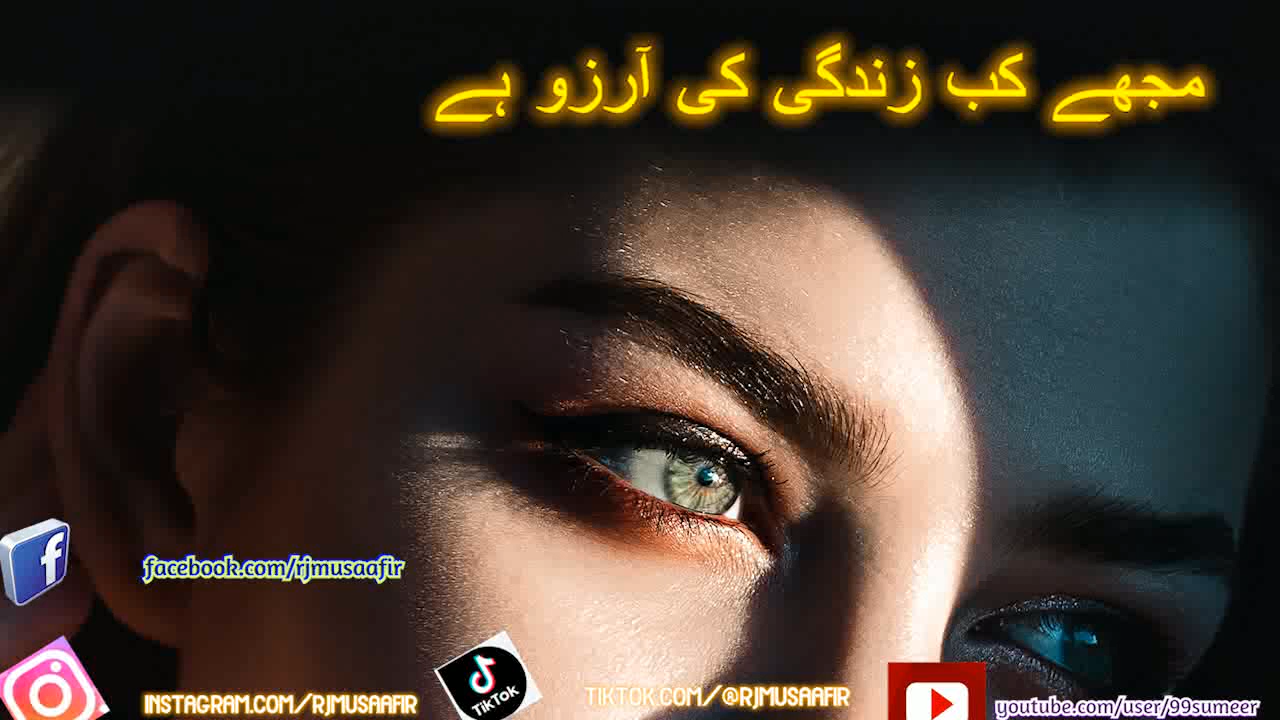 مجھے کب زندگی کی آرزو ہے
facebook.com/rjmusaafir
INSTAGRAM.COM/RJMUSAAFIR
TikTok
TIKTOK.COM/@RJMUSAAFIR
youtube.com/user/99sumeer